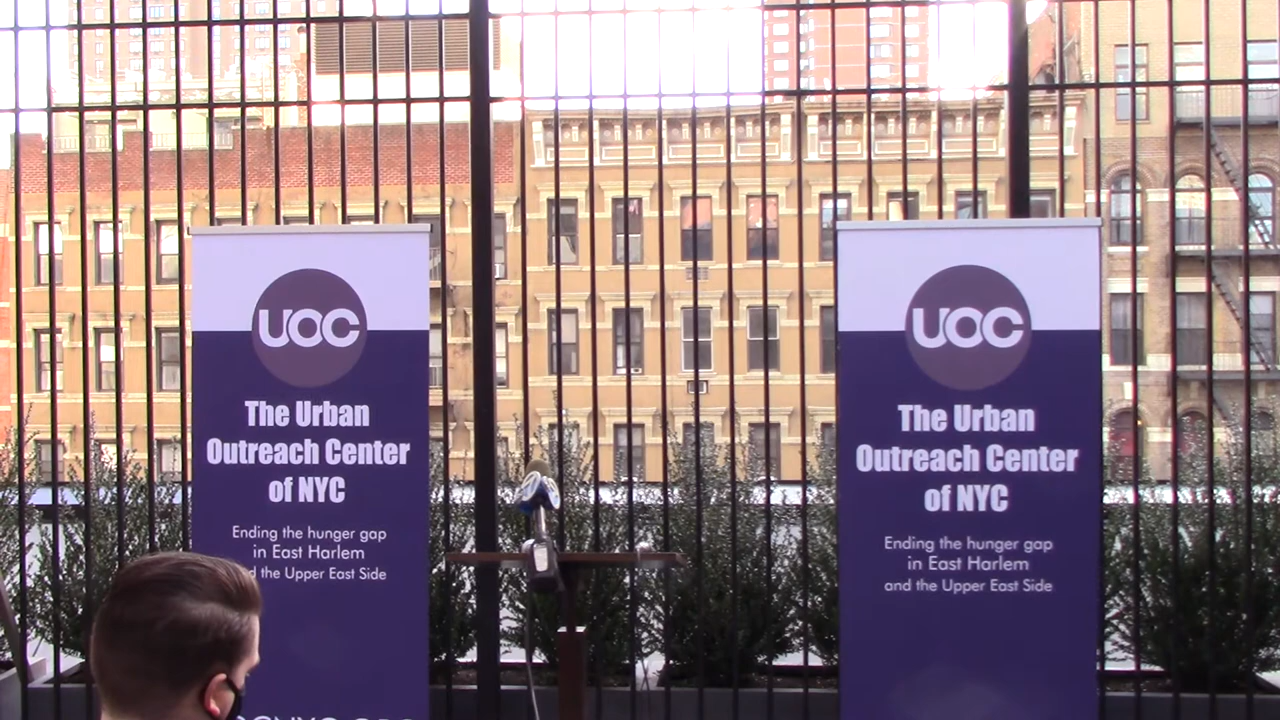 UOC
The Urban
Outreach Center
of NYC
Ending the hunger gap
in East Harlem
the Upper East Side
UOC
The Urban
Outreach Center
of NYC
Ending the hunger gap
in East Harlem
and the Upper East Side